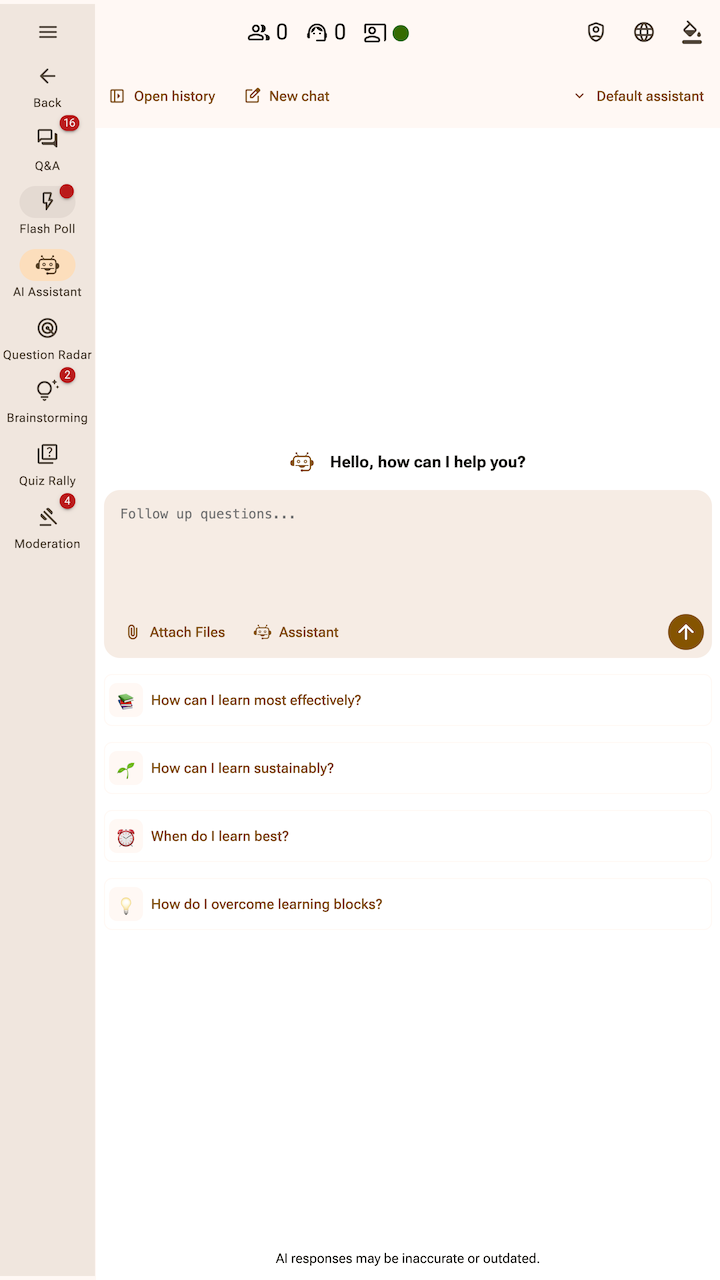 0 0
Back
16
Q&A
Flash Poll
AI Assistant
Question Radar
2
Brainstorming
Quiz Rally
4
Moderation
Open history New chat Default assistant
Hello, how can I help you?
Follow up questions...
Attach Files Assistant
How can I learn most effectively?
How can I learn sustainably?
When do I learn best?
How do I overcome learning blocks?
AI responses may be inaccurate or outdated.